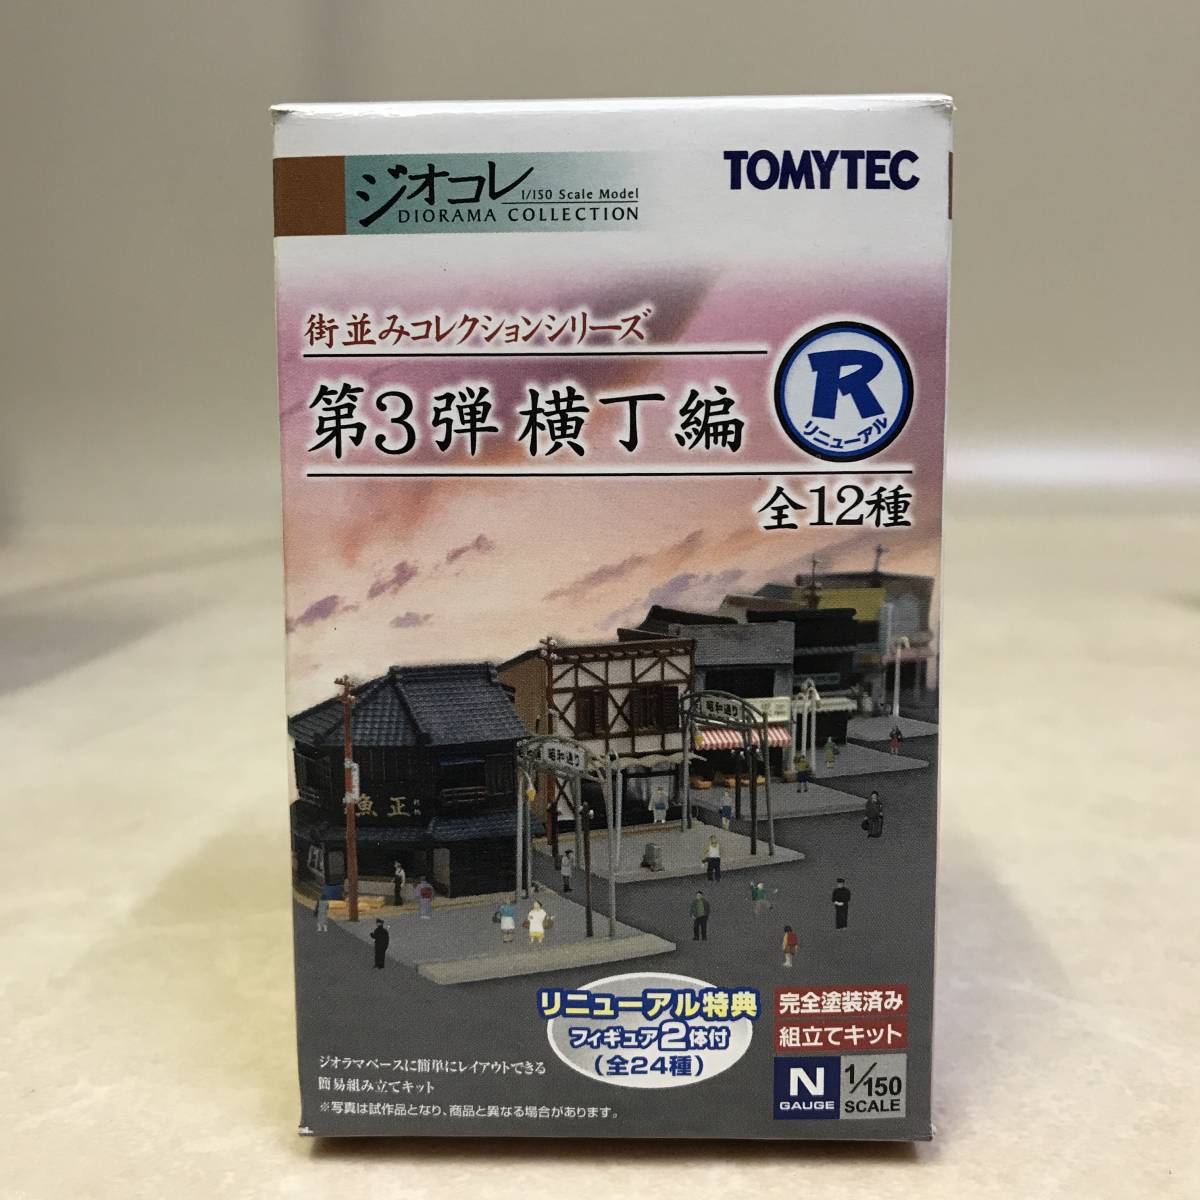 ジオコレ
1/150 Scale Model
DIORAMA COLLECTION
TOMYTEC
街並みコレクションシリーズ
第3弾 横丁編
R
リニューアル
全12種
昭和通り
昭和通り
魚正
リニューアル特典
フィギュア2体付
(全24種)
完全塗装済み
組立てキット
ジオラマベースに簡単にレイアウトできる
簡易組み立てキット
※写真は試作品となり、商品と異なる場合があります。
N
GAUGE
1/150
SCALE